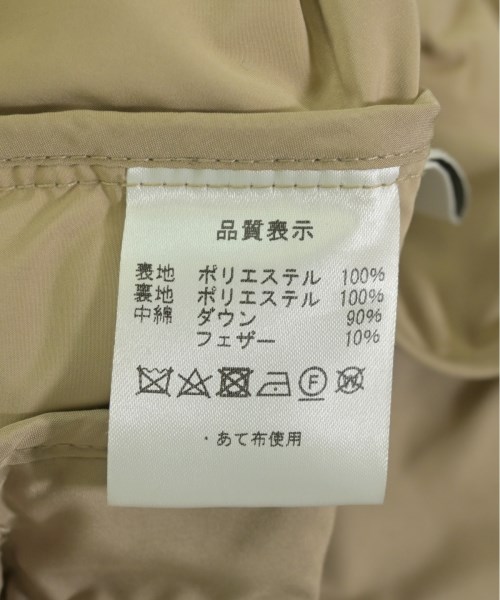 品質表示
表地 ポリエステル 100%
裏地 ポリエステル 100%
中綿 ダウン 90%
フェザー 10%
F W
・あて布使用